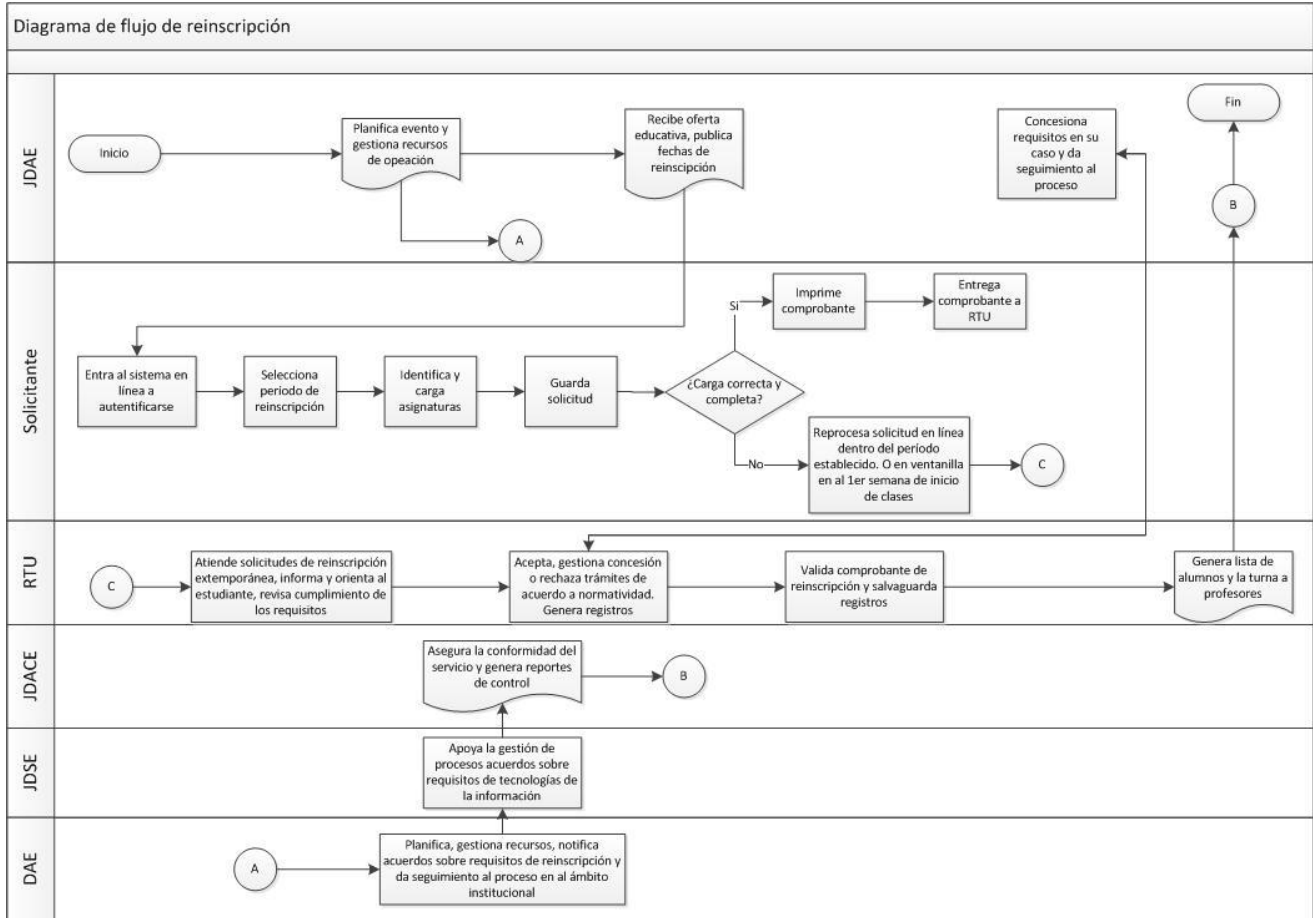 Diagrama de flujo de reinscripción
JDAE
Inicio
Planifica evento y
gestiona recursos
de opeación
A
Recibe oferta
educativa, publica
fechas de
reinscipción
Concesiona
requisitos en su
caso y da
seguimiento al
proceso
Fin
B
Solicitante
Entra al sistema en
línea a
autentificarse
Selecciona
período de
reinscripción
Identifica y
carga
asignaturas
Guarda
solicitud
¿Carga correcta y
completa?
Si
Imprime
comprobante
Entrega
comprobante a
RTU
No
Reprocesa solicitud en línea
dentro del período
establecido. O en ventanilla
en al 1er semana de inicio
de clases
C
RTU
C
Atiende solicitudes de reinscripción
extemporánea, informa y orienta al
estudiante, revisa cumplimiento de
los requisitos
Acepta, gestiona concesión
o rechaza trámites de
acuerdo a normatividad.
Genera registros
Valida comprobante de
reinscripción y salvaguarda
registros
Genera lista de
alumnos y la turna a
profesores
JDACE
Asegura la conformidad del
servicio y genera reportes
de control
B
JDSE
Apoya la gestión de
procesos acuerdos sobre
requisitos de tecnologías de
la información
DAE
A
Planifica, gestiona recursos, notifica
acuerdos sobre requisitos de reinscripción y
da seguimiento al proceso en al ámbito
institucional